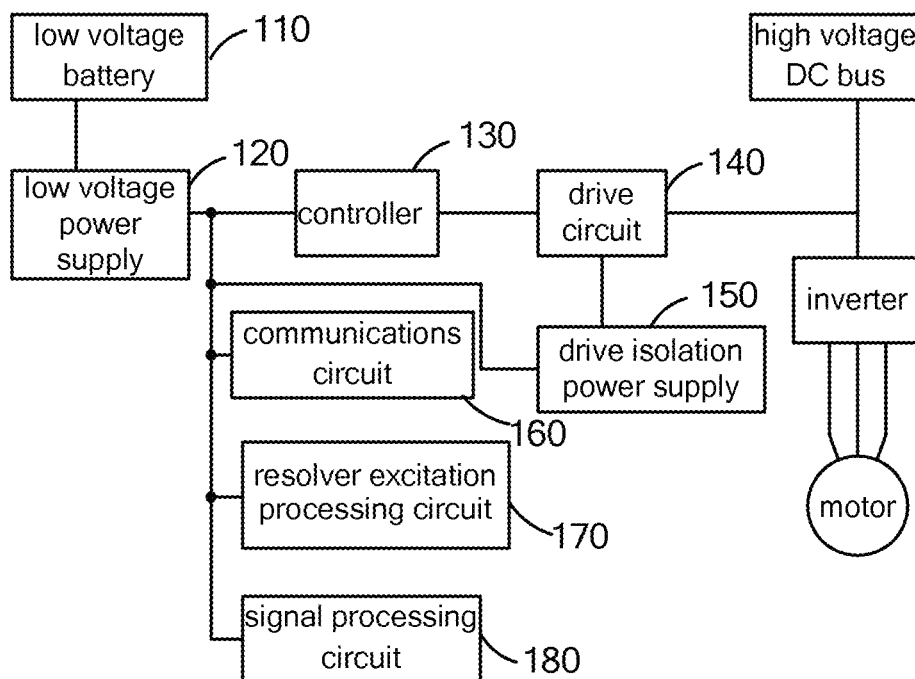 low voltage
battery
110
high voltage
DC bus
120
130
140
low voltage
power
supply
controller
drive
circuit
150
inverter
communications
circuit
drive isolation
power supply
160
resolver excitation
processing circuit
170
motor
signal processing
circuit
180